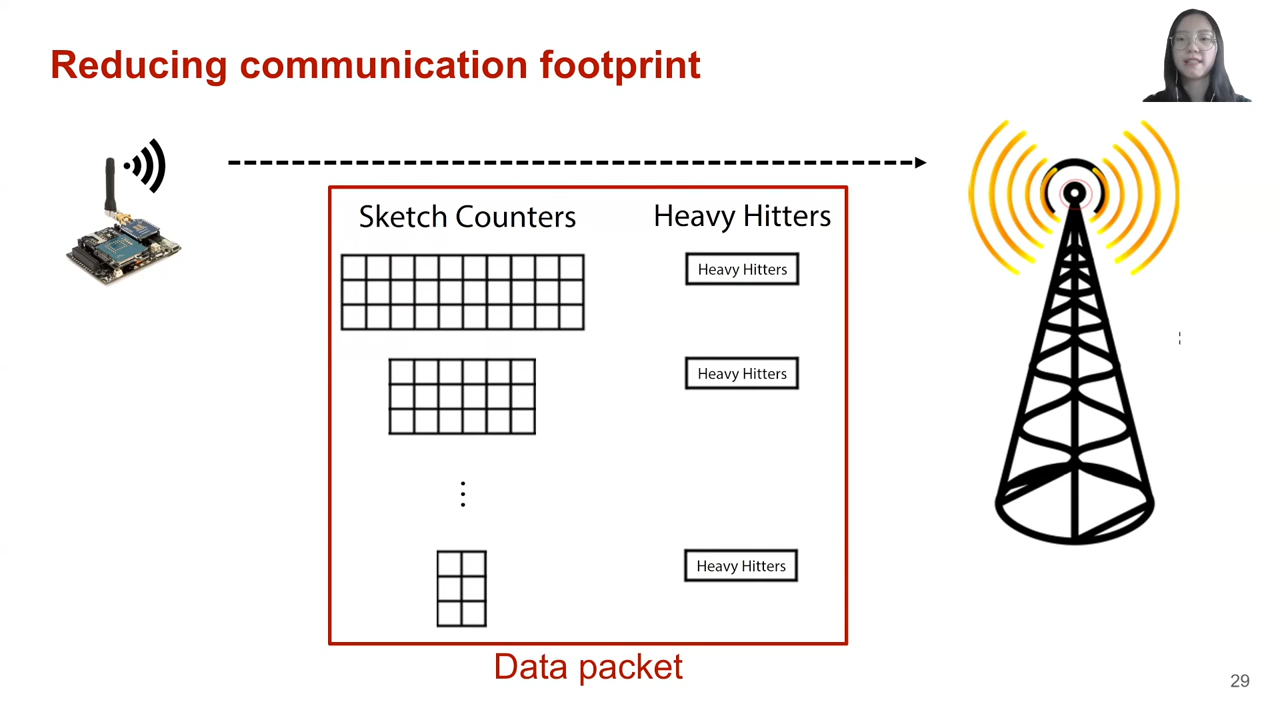 Reducing communication footprint
Sketch Counters
Heavy Hitters
Heavy Hitters
Heavy Hitters
Heavy Hitters
Data packet
29